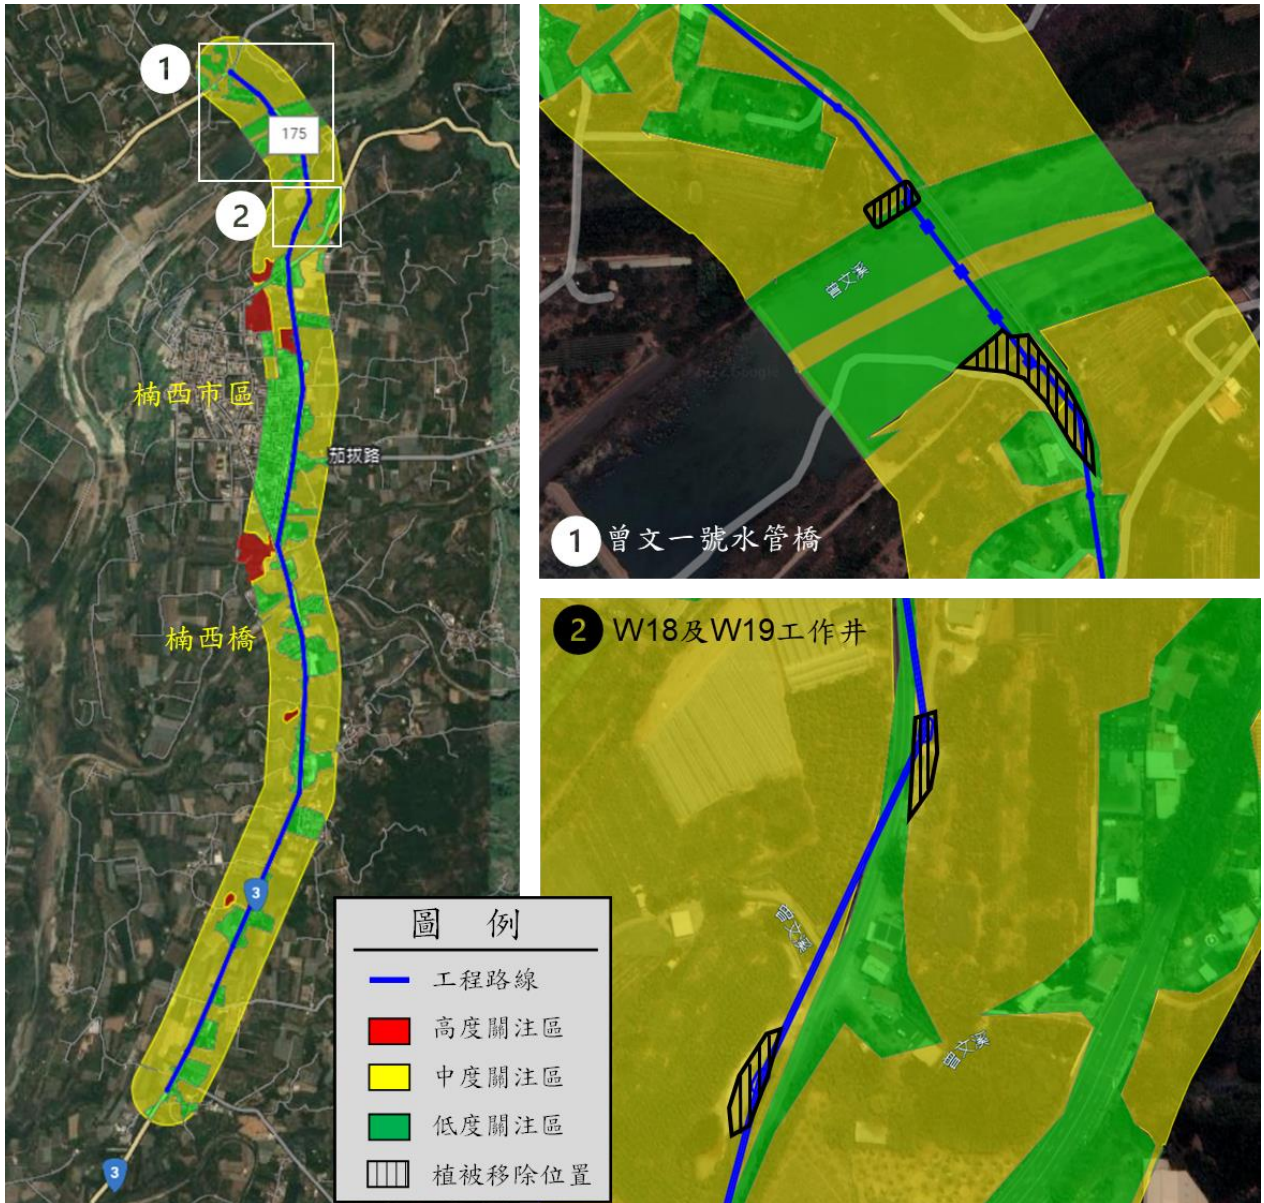 1
175
2
楠西市區
茄拔路
楠西橋
3
3
圖 例
工程路線
高度關注區
中度關注區
低度關注區
植被移除位置
曾文溪
Google
1 曾文一號水管橋
2 W18及W19工作井
曾文溪
曾文溪